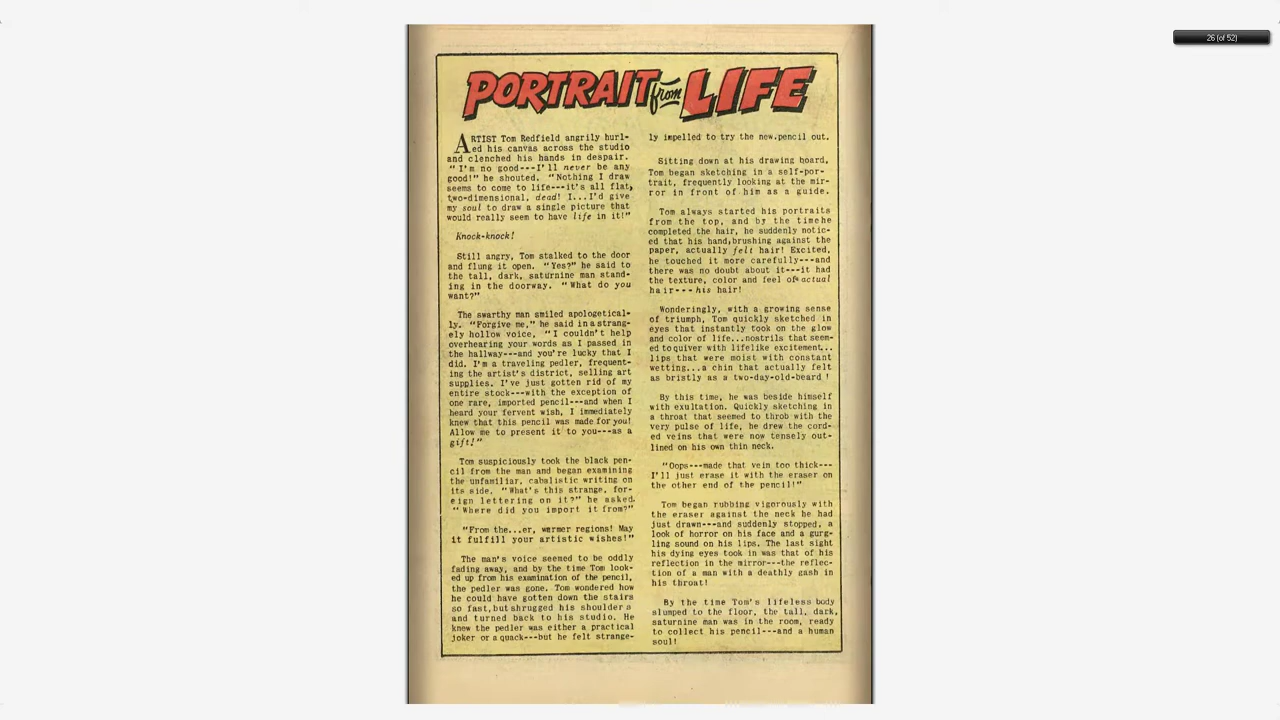 26 (of 52)
PORTRAIT from LIFE
ARTIST Tom Redfield angrily hurl-
ed his canvas across the studio
and clenched his hands in despair.
"I'm no good---I'll never be any
good!" he shouted. "Nothing I draw
seems to come to life---it's all flat,
two-dimensional, dead! I...I'd give
my soul to draw a single picture that
would really seem to have life in it!"
Knock-knock!
Still angry, Tom stalked to the door
and flung it open. "Yes?" he said to
the tall, dark, saturnine man stand-
ing in the doorway. "What do you
want?"
The swarthy man smiled apologetical-
ly. "Forgive me," he said in a strang-
ely hollow voice, "I couldn't help
overhearing your words as I passed in
the hallway---and you're lucky that I
did. I'm a traveling pedler, frequent-
ing the artist's district, selling art
supplies. I've just gotten rid of my
entire stock---with the exception of
one rare, imported pencil---and when I
heard your fervent wish, I immediately
knew that this pencil was made for you!
Allow me to present it to you---as a
gift!"
Tom suspiciously took the black pen-
cil from the man and began examining
the unfamiliar, cabalistic writing on
its side. "What's this strange, for-
eign lettering on it?" he asked.
"Where did you import it from?"
"From the...er, warmer regions! May
it fulfill your artistic wishes!"
The man's voice seemed to be oddly
fading away, and by the time Tom look-
ed up from his examination of the pencil,
the pedler was gone. Tom wondered how
he could have gotten down the stairs
so fast, but shrugged his shoulders
and turned back to his studio. He
knew the pedler was either a practical
joker or a quack---but he felt strange-
ly impelled to try the new pencil out.
Sitting down at his drawing board,
Tom began sketching in a self-por-
trait, frequently looking at the mir-
ror in front of him as a guide.
Tom always started his portraits
from the top, and by the time he
completed the hair, he suddenly notic-
ed that his hand, brushing against the
paper, actually felt hair! Excited,
he touched it more carefully---and
there was no doubt about it---it had
the texture, color and feel of actual
hair---his hair!
Wonderingly, with a growing sense
of triumph, Tom quickly sketched in
eyes that instantly took on the glow
and color of life...nostrils that seem-
ed to quiver with lifelike excitement...
lips that were moist with constant
wetting...a chin that actually felt
as bristly as a two-day-old-beard!
By this time, he was beside himself
with exultation. Quickly sketching in
a throat that seemed to throb with the
very pulse of life, he drew the cord-
ed veins that were now tensely out-
lined on his own thin neck.
"Oops---made that vein too thick---
I'll just erase it with the eraser on
the other end of the pencil!"
Tom began rubbing vigorously with
the eraser against the neck he had
just drawn---and suddenly stopped, a
look of horror on his face and a gurg-
ling sound on his lips. The last sight
his dying eyes took in was that of his
reflection in the mirror---the reflec-
tion of a man with a deathly gash in
his throat!
By the time Tom's lifeless body
slumped to the floor, the tall, dark,
saturnine man was in the room, ready
to collect his pencil---and a human
soul!